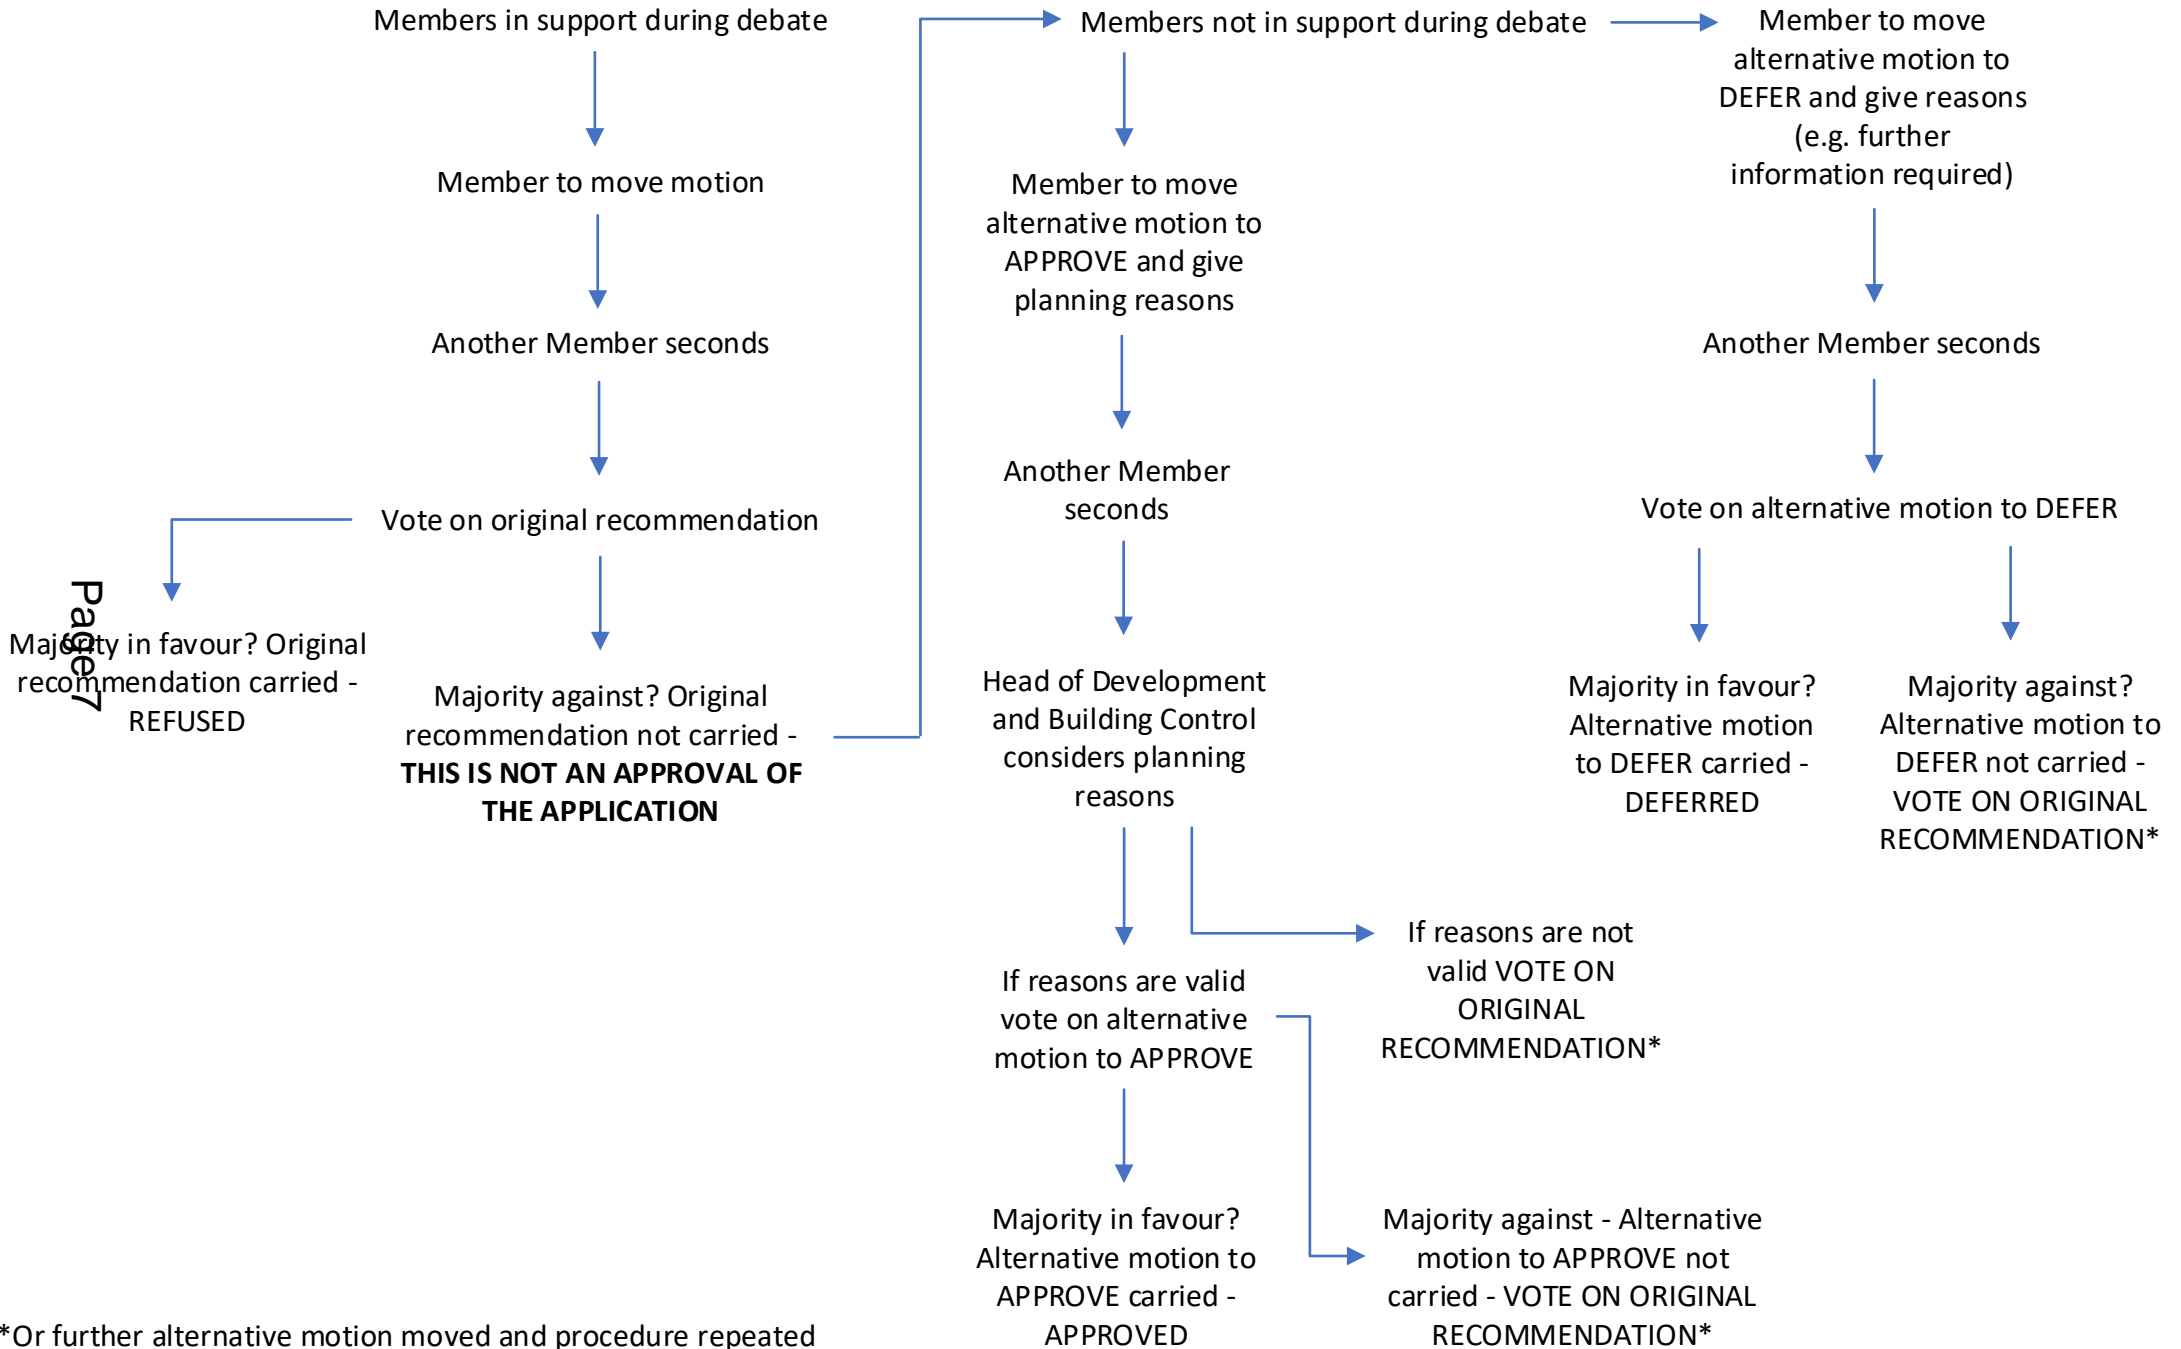 Members in support during debate
Member to move motion
Another Member seconds
Vote on original recommendation
Majority in favour? Original
recommendation carried -
REFUSED
Majority against? Original
recommendation not carried -
THIS IS NOT AN APPROVAL OF
THE APPLICATION
Members not in support during debate
Member to move
alternative motion to
APPROVE and give
planning reasons
Another Member
seconds
Head of Development
and Building Control
considers planning
reasons
If reasons are valid
vote on alternative
motion to APPROVE
If reasons are not
valid VOTE ON
ORIGINAL
RECOMMENDATION*
Majority in favour?
Alternative motion to
APPROVE carried -
APPROVED
Majority against - Alternative
motion to APPROVE not
carried - VOTE ON ORIGINAL
RECOMMENDATION*
Member to move
alternative motion to
DEFER and give reasons
(e.g. further
information required)
Another Member seconds
Vote on alternative motion to DEFER
Majority in favour?
Alternative motion
to DEFER carried -
DEFERRED
Majority against?
Alternative motion to
DEFER not carried -
VOTE ON ORIGINAL
RECOMMENDATION*
*Or further alternative motion moved and procedure repeated
Page 7